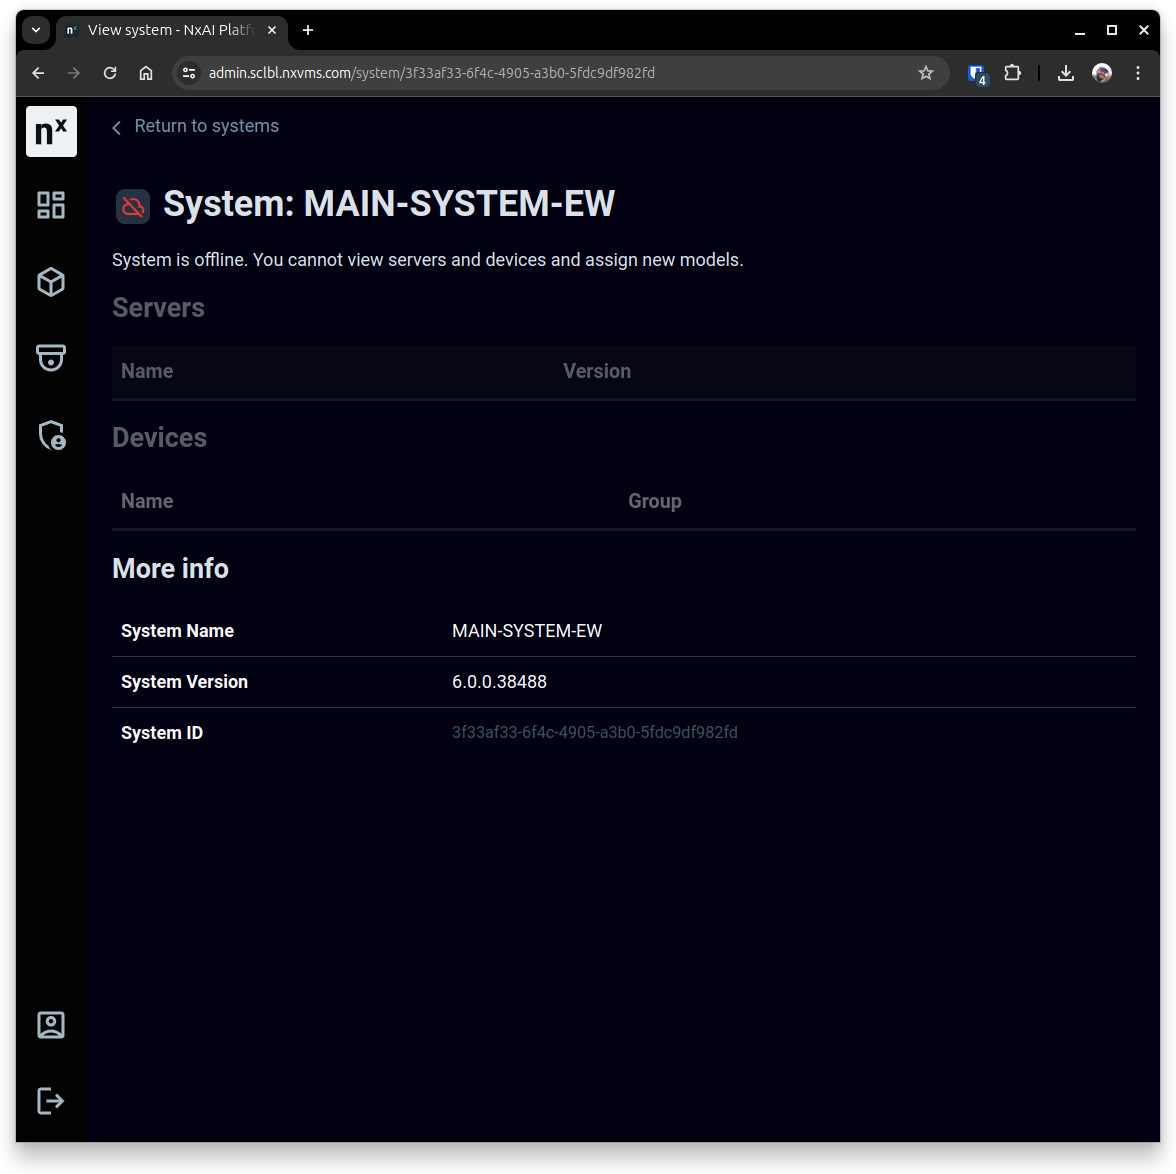 View system - NxAI Platf
admin.sclbl.nxvms.com/system/3f33af33-6f4c-4905-a3b0-5fdc9df982fd
4
nx
Return to systems
System: MAIN-SYSTEM-EW
System is offline. You cannot view servers and devices and assign new models.
Servers
Name Version
Devices
Name Group
More info
System Name MAIN-SYSTEM-EW
System Version 6.0.0.38488
System ID 3f33af33-6f4c-4905-a3b0-5fdc9df982fd